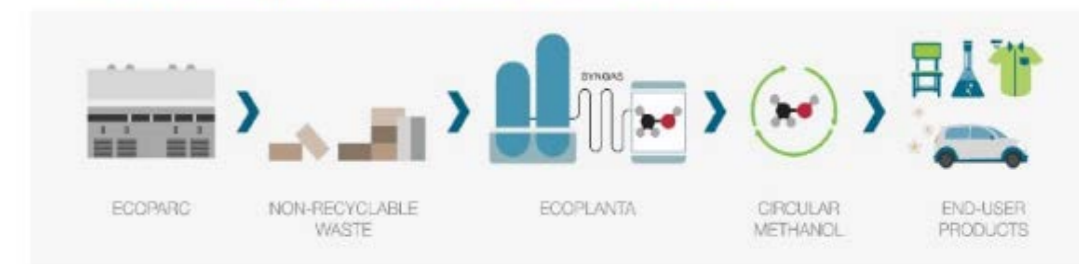 SYNGAS
ECOPARC
NON-RECYCLABLE
WASTE
ECOPLANTA
CIRCULAR
METHANOL
END-USER
PRODUCTS